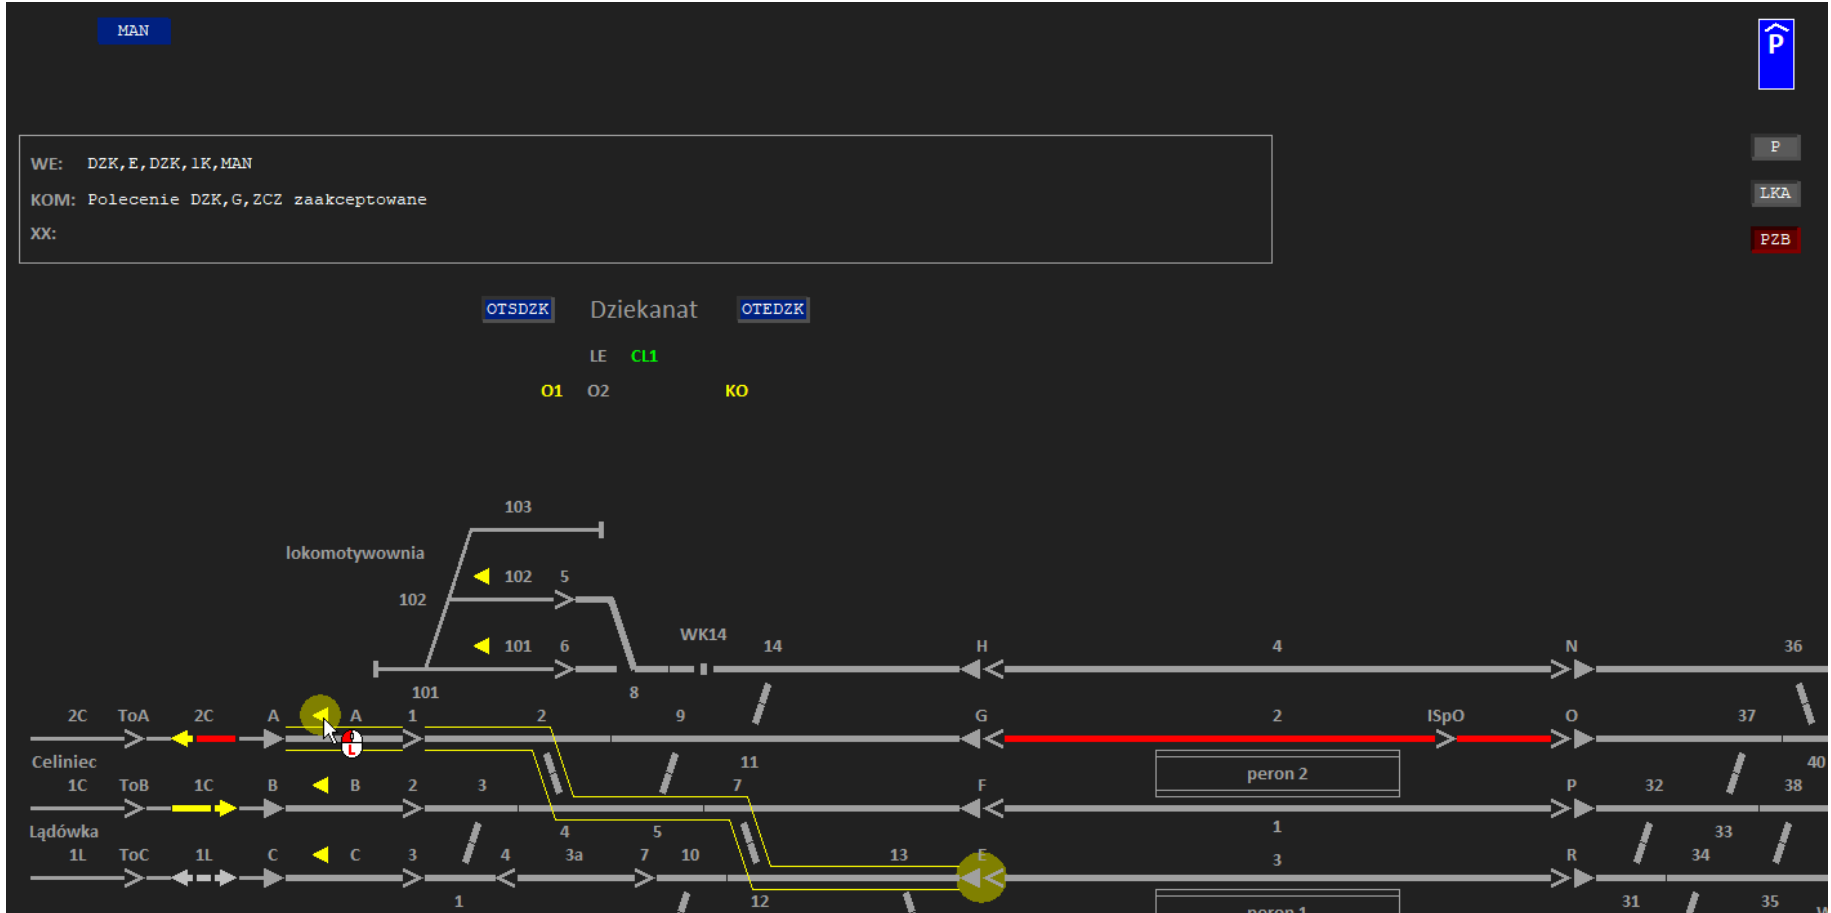 MAN
P
WE: DZK,E,DZK,1K,MAN
P
KOM: Polecenie DZK,G,ZCZ zaakceptowane
LKA
XX:
PZB
OTSDZK Dziekanat OTEDZK
LE CL1
O1 O2 KO
103
lokomotywownia
102 5
102
WK14
101 6 14 H 4 N 36
101 8
2C ToA 2C A A 1 2 9 G 2 ISpO O 37
L
Celiniec 11 peron 2 40
1C ToB 1C B B 2 3 7 F P 32 38
Lądówka 4 5 1 33
1L ToC 1L C C 3 4 3a 7 10 13 E 3 R 34
1 12 peron 1 31 35